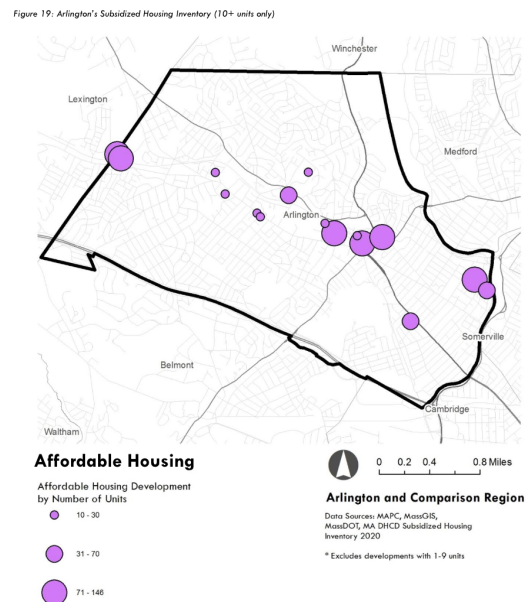 Figure 19: Arlington's Subsidized Housing Inventory (10+ units only)
Winchester
Lexington
Medford
Arlington
Somerville
Belmont
Cambridge
Waltham
Affordable Housing
Affordable Housing Development
by Number of Units
10 - 30
31 - 70
71 - 146
0 0.2 0.4 0.8 Miles
Arlington and Comparison Region
Data Sources: MAPC, MassGIS,
MassDOT, MA DHCD Subsidized Housing
Inventory 2020
* Excludes developments with 1-9 units